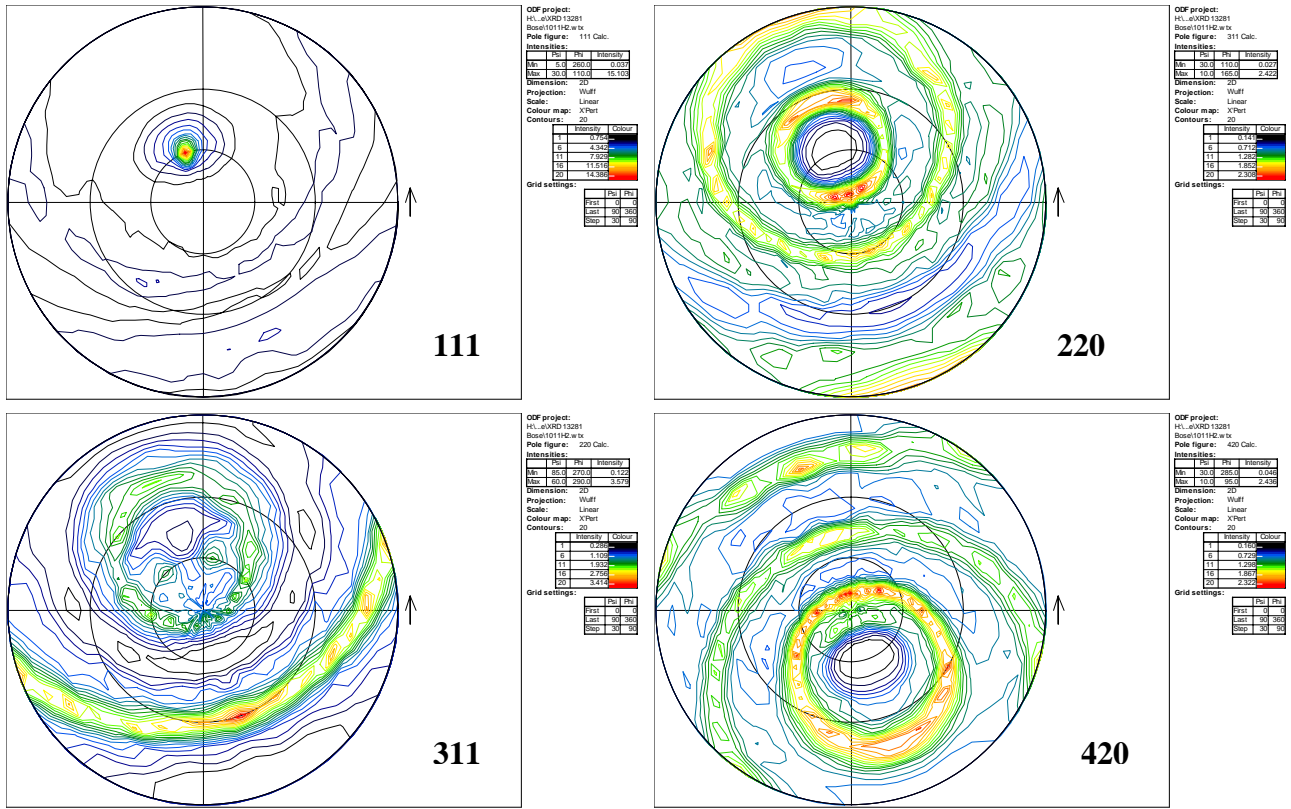 ODF project:
H:\...e\XRD 13281
Bose\1011H2.wtx
Pole figure: 111 Calc.
Intensities:
Psi Phi Intensity
Min 5.0 260.0 0.037
Max 30.0 110.0 15.103
Dimension: 2D
Projection: Wulff
Scale: Linear
Colour map: X'Pert
Contours: 20
Intensity Colour
1 0.754
6 4.342
11 7.929
16 11.516
20 14.386
Grid settings:
Psi Phi
First 0 0
Last 90 360
Step 30 90
111
ODF project:
H:\...e\XRD 13281
Bose\1011H2.wtx
Pole figure: 311 Calc.
Intensities:
Psi Phi Intensity
Min 30.0 110.0 0.027
Max 10.0 165.0 2.422
Dimension: 2D
Projection: Wulff
Scale: Linear
Colour map: X'Pert
Contours: 20
Intensity Colour
1 0.141
6 0.712
11 1.282
16 1.852
20 2.308
Grid settings:
Psi Phi
First 0 0
Last 90 360
Step 30 90
220
ODF project:
H:\...e\XRD 13281
Bose\1011H2.wtx
Pole figure: 220 Calc.
Intensities:
Psi Phi Intensity
Min 85.0 270.0 0.122
Max 60.0 290.0 3.579
Dimension: 2D
Projection: Wulff
Scale: Linear
Colour map: X'Pert
Contours: 20
Intensity Colour
1 0.286
6 1.109
11 1.932
16 2.756
20 3.414
Grid settings:
Psi Phi
First 0 0
Last 90 360
Step 30 90
311
ODF project:
H:\...e\XRD 13281
Bose\1011H2.wtx
Pole figure: 420 Calc.
Intensities:
Psi Phi Intensity
Min 30.0 285.0 0.046
Max 10.0 95.0 2.436
Dimension: 2D
Projection: Wulff
Scale: Linear
Colour map: X'Pert
Contours: 20
Intensity Colour
1 0.160
6 0.729
11 1.298
16 1.867
20 2.322
Grid settings:
Psi Phi
First 0 0
Last 90 360
Step 30 90
420